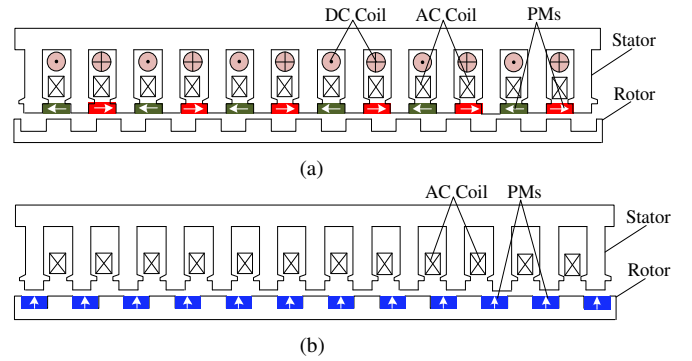 DC Coil AC Coil PMs
Stator
Rotor
(a)
AC Coil PMs
Stator
Rotor
(b)